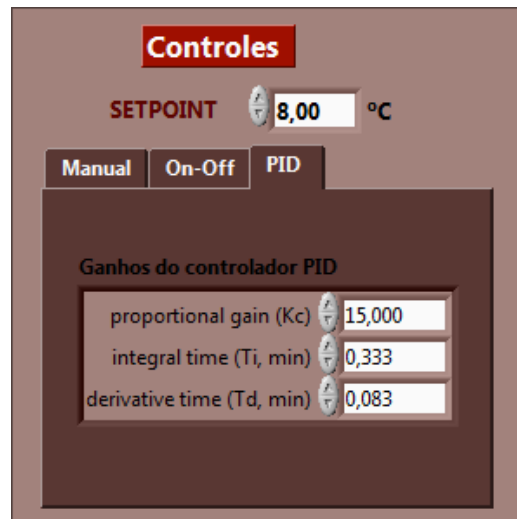 Controles
SETPOINT 8,00 ºC
Manual On-Off PID
Ganhos do controlador PID
proportional gain (Kc) 15,000
integral time (Ti, min) 0,333
derivative time (Td, min) 0,083